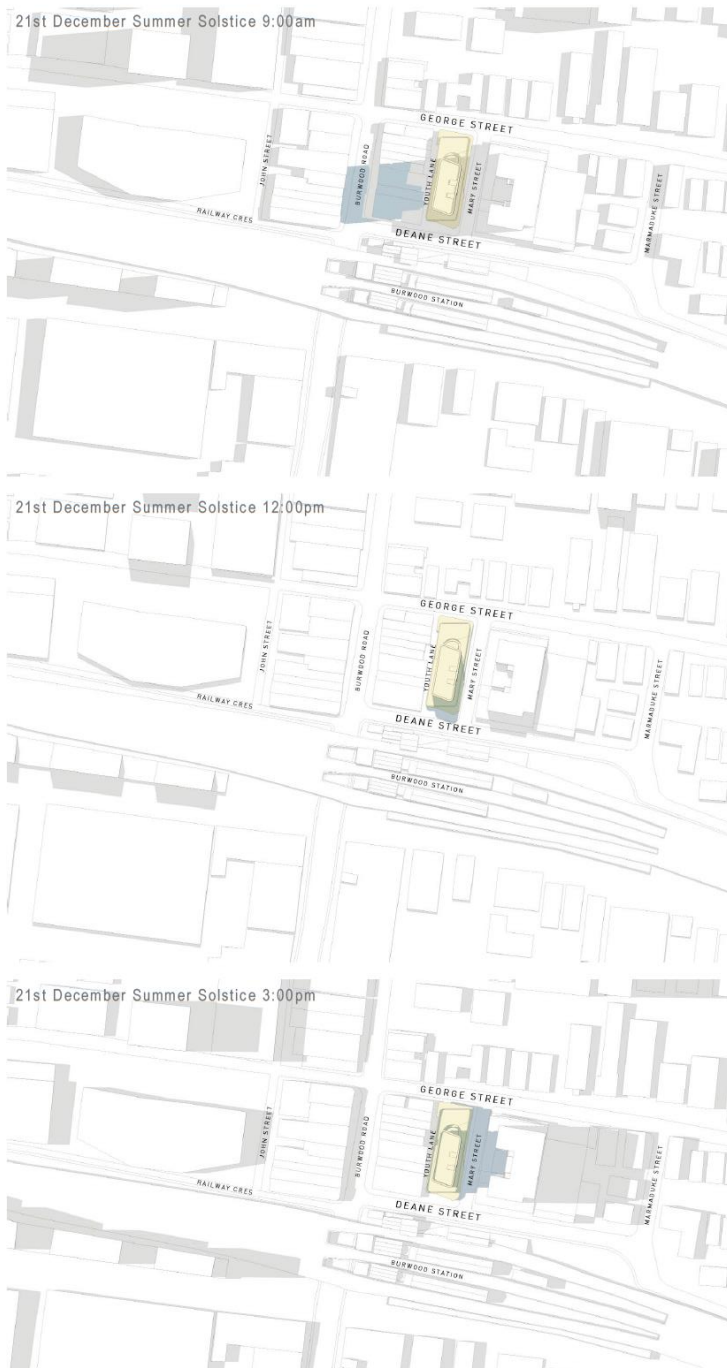 21st December Summer Solstice 9:00am
GEORGE STREET
JOHN STREET
BURWOOD ROAD
YOUTH LANE
MARY STREET
MARMADUKE STREET
RAILWAY CRES
DEANE STREET
BURWOOD STATION
21st December Summer Solstice 12:00pm
GEORGE STREET
JOHN STREET
BURWOOD ROAD
YOUTH LANE
MARY STREET
MARMADUKE STREET
RAILWAY CRES
DEANE STREET
BURWOOD STATION
21st December Summer Solstice 3:00pm
GEORGE STREET
JOHN STREET
BURWOOD ROAD
YOUTH LANE
MARY STREET
MARMADUKE STREET
RAILWAY CRES
DEANE STREET
BURWOOD STATION